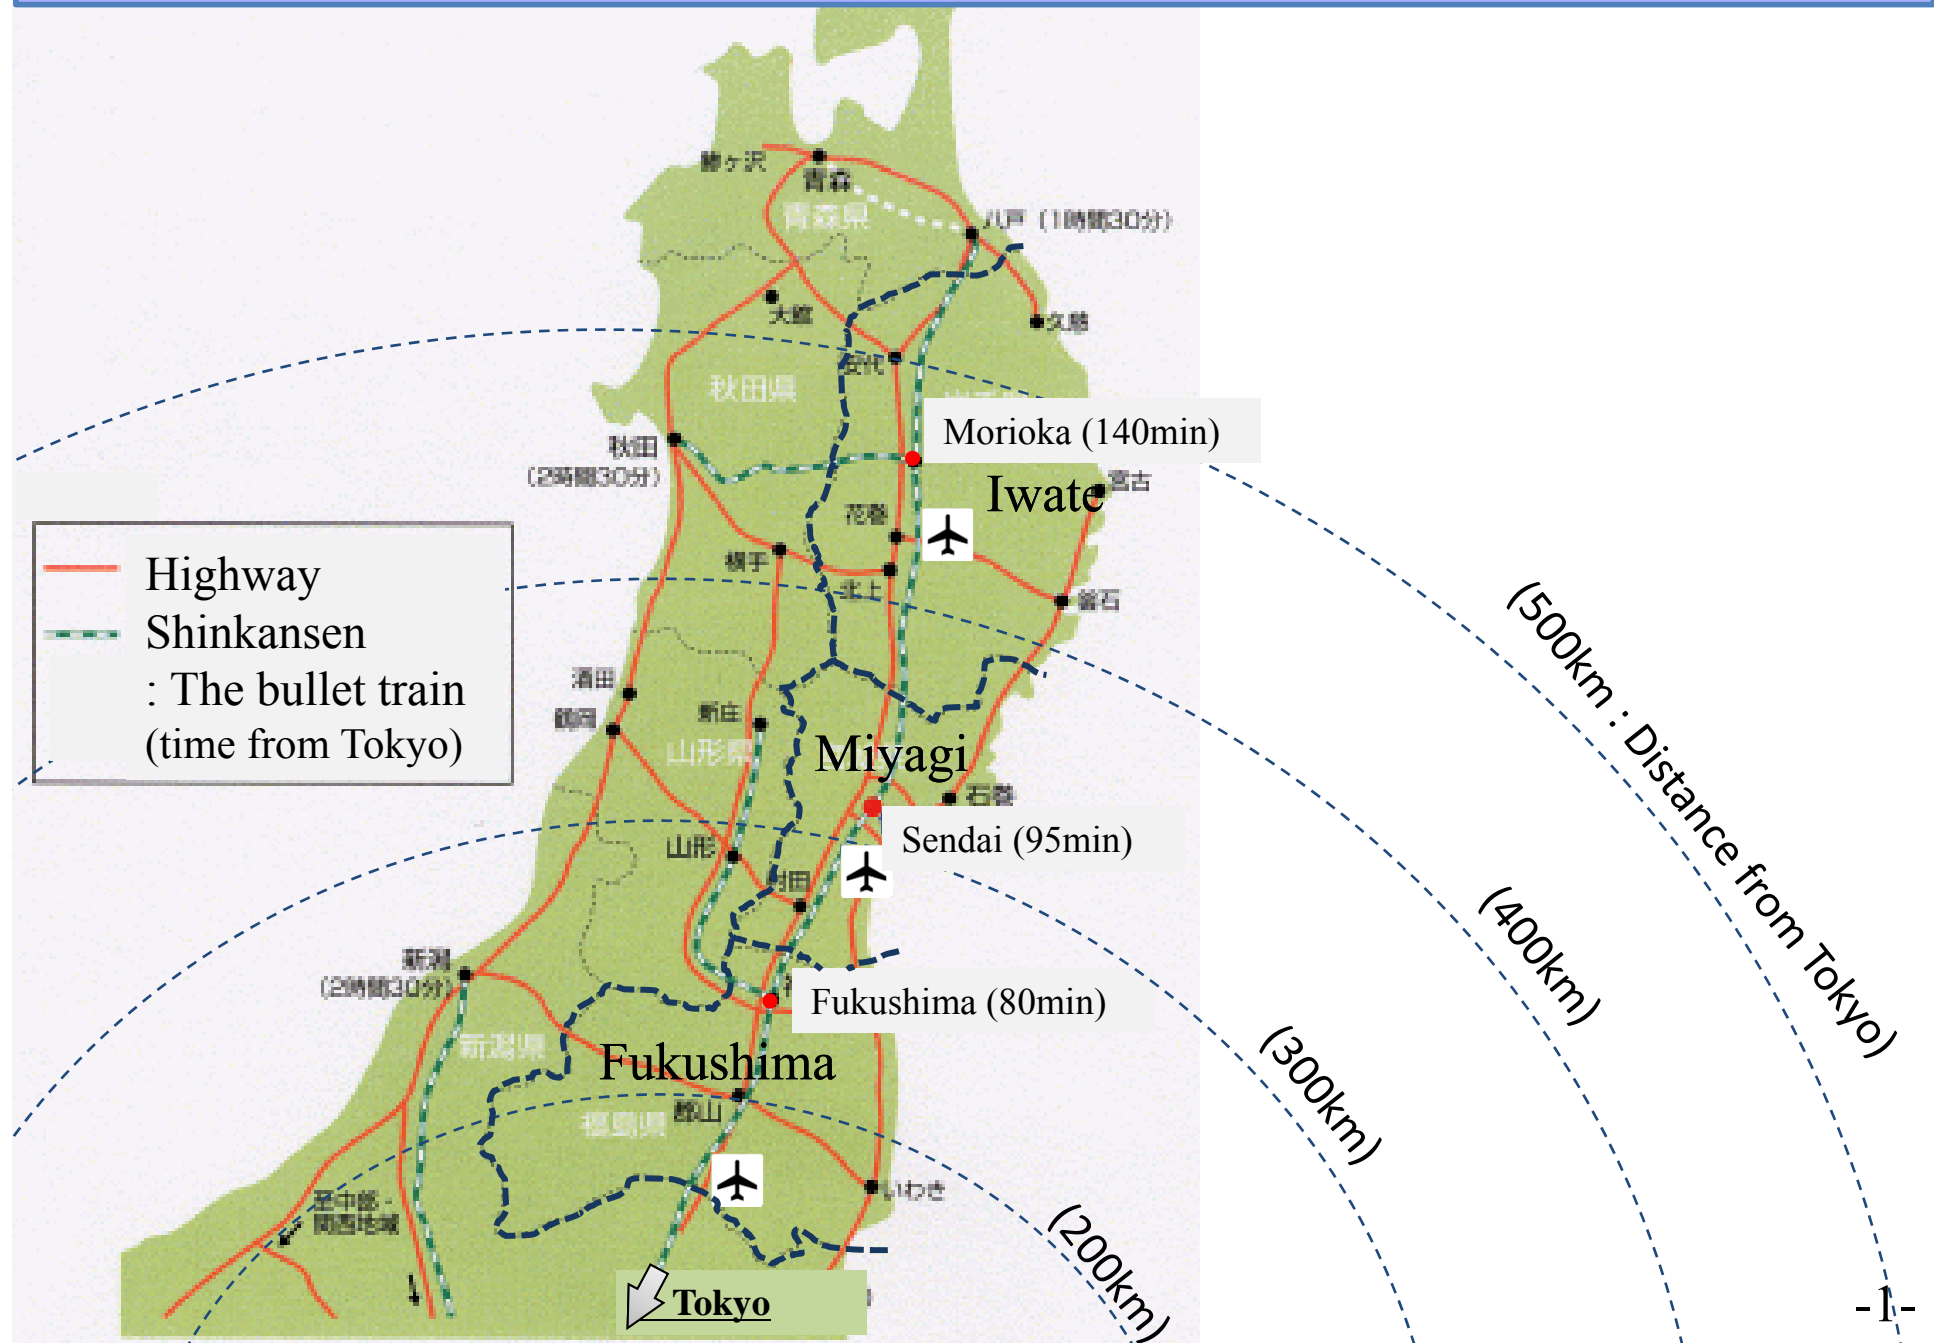 鰺ヶ沢
青森
青森県
八戸 (1時間30分)
大館
久慈
安代
秋田県
Morioka (140min)
秋田
(2時間30分)
宮古
Iwate
花巻
横手
北上
釜石
Highway
Shinkansen
: The bullet train
(time from Tokyo)
酒田
鶴岡
新庄
山形県
Miyagi
石巻
Sendai (95min)
山形
村田
新潟
(2時間30分)
Fukushima (80min)
新潟県
Fukushima
福島県
郡山
いわき
至中部・
関西地域
Tokyo
(500km : Distance from Tokyo)
(400km)
(300km)
(200km)
-1-